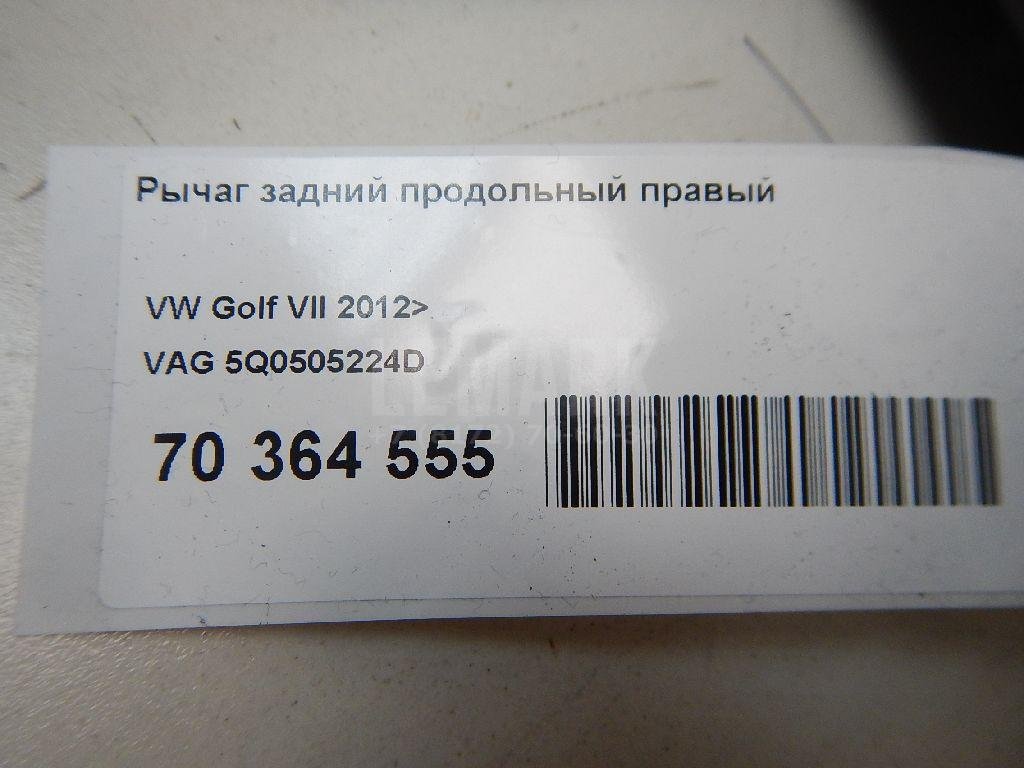 Рычаг задний продольный правый
VW Golf VII 2012>
VAG 5Q0505224D
70 364 555